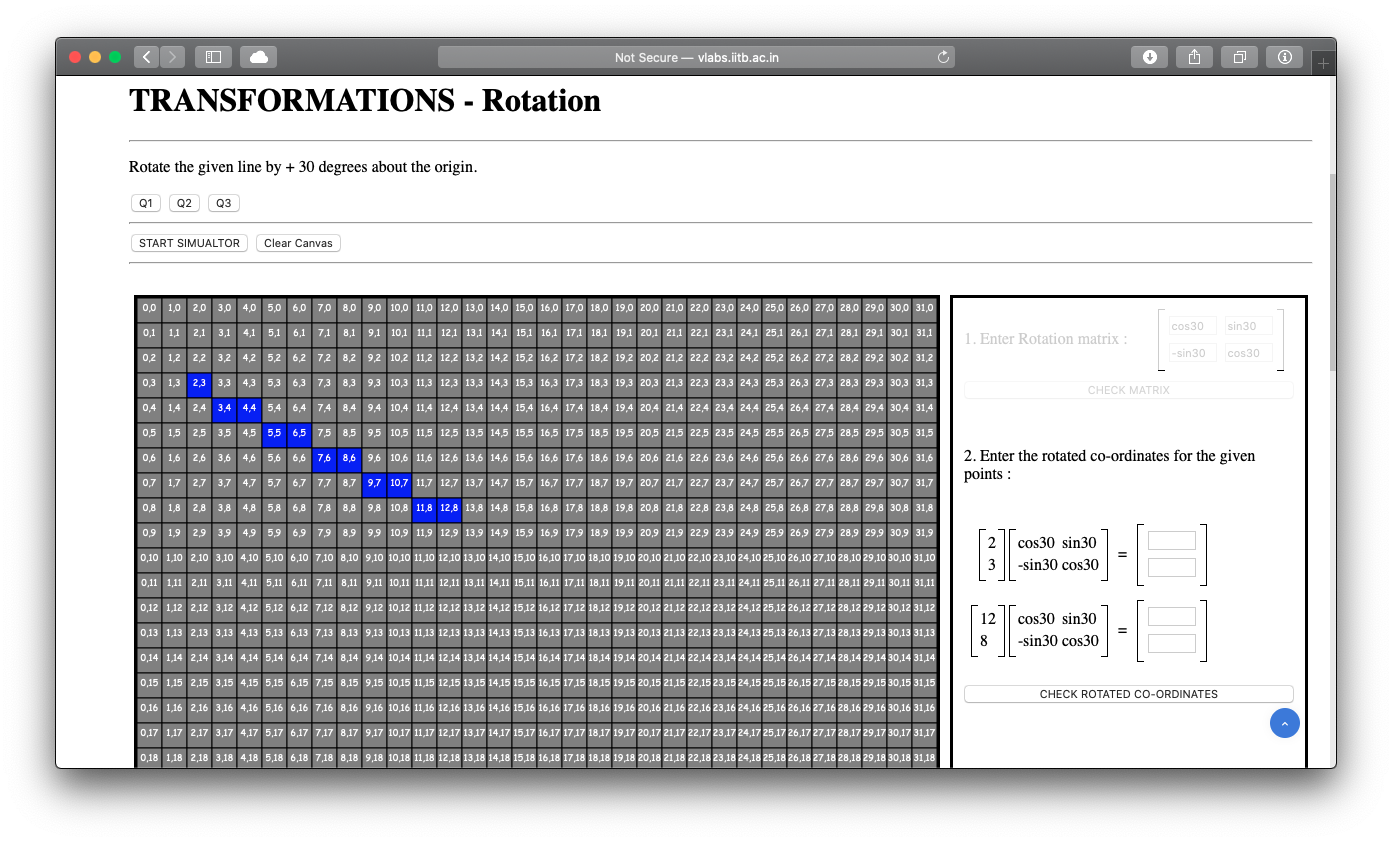 Not Secure — vlabs.iitb.ac.in
TRANSFORMATIONS - Rotation
Rotate the given line by + 30 degrees about the origin.
Q1 Q2 Q3
START SIMUALTOR Clear Canvas
0,0 1,0 2,0 3,0 4,0 5,0 6,0 7,0 8,0 9,0 10,0 11,0 12,0 13,0 14,0 15,0 16,0 17,0 18,0 19,0 20,0 21,0 22,0 23,0 24,0 25,0 26,0 27,0 28,0 29,0 30,0 31,0
0,1 1,1 2,1 3,1 4,1 5,1 6,1 7,1 8,1 9,1 10,1 11,1 12,1 13,1 14,1 15,1 16,1 17,1 18,1 19,1 20,1 21,1 22,1 23,1 24,1 25,1 26,1 27,1 28,1 29,1 30,1 31,1
0,2 1,2 2,2 3,2 4,2 5,2 6,2 7,2 8,2 9,2 10,2 11,2 12,2 13,2 14,2 15,2 16,2 17,2 18,2 19,2 20,2 21,2 22,2 23,2 24,2 25,2 26,2 27,2 28,2 29,2 30,2 31,2
0,3 1,3 2,3 3,3 4,3 5,3 6,3 7,3 8,3 9,3 10,3 11,3 12,3 13,3 14,3 15,3 16,3 17,3 18,3 19,3 20,3 21,3 22,3 23,3 24,3 25,3 26,3 27,3 28,3 29,3 30,3 31,3
0,4 1,4 2,4 3,4 4,4 5,4 6,4 7,4 8,4 9,4 10,4 11,4 12,4 13,4 14,4 15,4 16,4 17,4 18,4 19,4 20,4 21,4 22,4 23,4 24,4 25,4 26,4 27,4 28,4 29,4 30,4 31,4
0,5 1,5 2,5 3,5 4,5 5,5 6,5 7,5 8,5 9,5 10,5 11,5 12,5 13,5 14,5 15,5 16,5 17,5 18,5 19,5 20,5 21,5 22,5 23,5 24,5 25,5 26,5 27,5 28,5 29,5 30,5 31,5
0,6 1,6 2,6 3,6 4,6 5,6 6,6 7,6 8,6 9,6 10,6 11,6 12,6 13,6 14,6 15,6 16,6 17,6 18,6 19,6 20,6 21,6 22,6 23,6 24,6 25,6 26,6 27,6 28,6 29,6 30,6 31,6
0,7 1,7 2,7 3,7 4,7 5,7 6,7 7,7 8,7 9,7 10,7 11,7 12,7 13,7 14,7 15,7 16,7 17,7 18,7 19,7 20,7 21,7 22,7 23,7 24,7 25,7 26,7 27,7 28,7 29,7 30,7 31,7
0,8 1,8 2,8 3,8 4,8 5,8 6,8 7,8 8,8 9,8 10,8 11,8 12,8 13,8 14,8 15,8 16,8 17,8 18,8 19,8 20,8 21,8 22,8 23,8 24,8 25,8 26,8 27,8 28,8 29,8 30,8 31,8
0,9 1,9 2,9 3,9 4,9 5,9 6,9 7,9 8,9 9,9 10,9 11,9 12,9 13,9 14,9 15,9 16,9 17,9 18,9 19,9 20,9 21,9 22,9 23,9 24,9 25,9 26,9 27,9 28,9 29,9 30,9 31,9
0,10 1,10 2,10 3,10 4,10 5,10 6,10 7,10 8,10 9,10 10,10 11,10 12,10 13,10 14,10 15,10 16,10 17,10 18,10 19,10 20,10 21,10 22,10 23,10 24,10 25,10 26,10 27,10 28,10 29,10 30,10 31,10
0,11 1,11 2,11 3,11 4,11 5,11 6,11 7,11 8,11 9,11 10,11 11,11 12,11 13,11 14,11 15,11 16,11 17,11 18,11 19,11 20,11 21,11 22,11 23,11 24,11 25,11 26,11 27,11 28,11 29,11 30,11 31,11
0,12 1,12 2,12 3,12 4,12 5,12 6,12 7,12 8,12 9,12 10,12 11,12 12,12 13,12 14,12 15,12 16,12 17,12 18,12 19,12 20,12 21,12 22,12 23,12 24,12 25,12 26,12 27,12 28,12 29,12 30,12 31,12
0,13 1,13 2,13 3,13 4,13 5,13 6,13 7,13 8,13 9,13 10,13 11,13 12,13 13,13 14,13 15,13 16,13 17,13 18,13 19,13 20,13 21,13 22,13 23,13 24,13 25,13 26,13 27,13 28,13 29,13 30,13 31,13
0,14 1,14 2,14 3,14 4,14 5,14 6,14 7,14 8,14 9,14 10,14 11,14 12,14 13,14 14,14 15,14 16,14 17,14 18,14 19,14 20,14 21,14 22,14 23,14 24,14 25,14 26,14 27,14 28,14 29,14 30,14 31,14
0,15 1,15 2,15 3,15 4,15 5,15 6,15 7,15 8,15 9,15 10,15 11,15 12,15 13,15 14,15 15,15 16,15 17,15 18,15 19,15 20,15 21,15 22,15 23,15 24,15 25,15 26,15 27,15 28,15 29,15 30,15 31,15
0,16 1,16 2,16 3,16 4,16 5,16 6,16 7,16 8,16 9,16 10,16 11,16 12,16 13,16 14,16 15,16 16,16 17,16 18,16 19,16 20,16 21,16 22,16 23,16 24,16 25,16 26,16 27,16 28,16 29,16 30,16 31,16
0,17 1,17 2,17 3,17 4,17 5,17 6,17 7,17 8,17 9,17 10,17 11,17 12,17 13,17 14,17 15,17 16,17 17,17 18,17 19,17 20,17 21,17 22,17 23,17 24,17 25,17 26,17 27,17 28,17 29,17 30,17 31,17
0,18 1,18 2,18 3,18 4,18 5,18 6,18 7,18 8,18 9,18 10,18 11,18 12,18 13,18 14,18 15,18 16,18 17,18 18,18 19,18 20,18 21,18 22,18 23,18 24,18 25,18 26,18 27,18 28,18 29,18 30,18 31,18
cos30 sin30
1. Enter Rotation matrix :
-sin30 cos30
CHECK MATRIX
2. Enter the rotated co-ordinates for the given
points :
2 cos30 sin30
=
3 -sin30 cos30
12 cos30 sin30
=
8 -sin30 cos30
CHECK ROTATED CO-ORDINATES